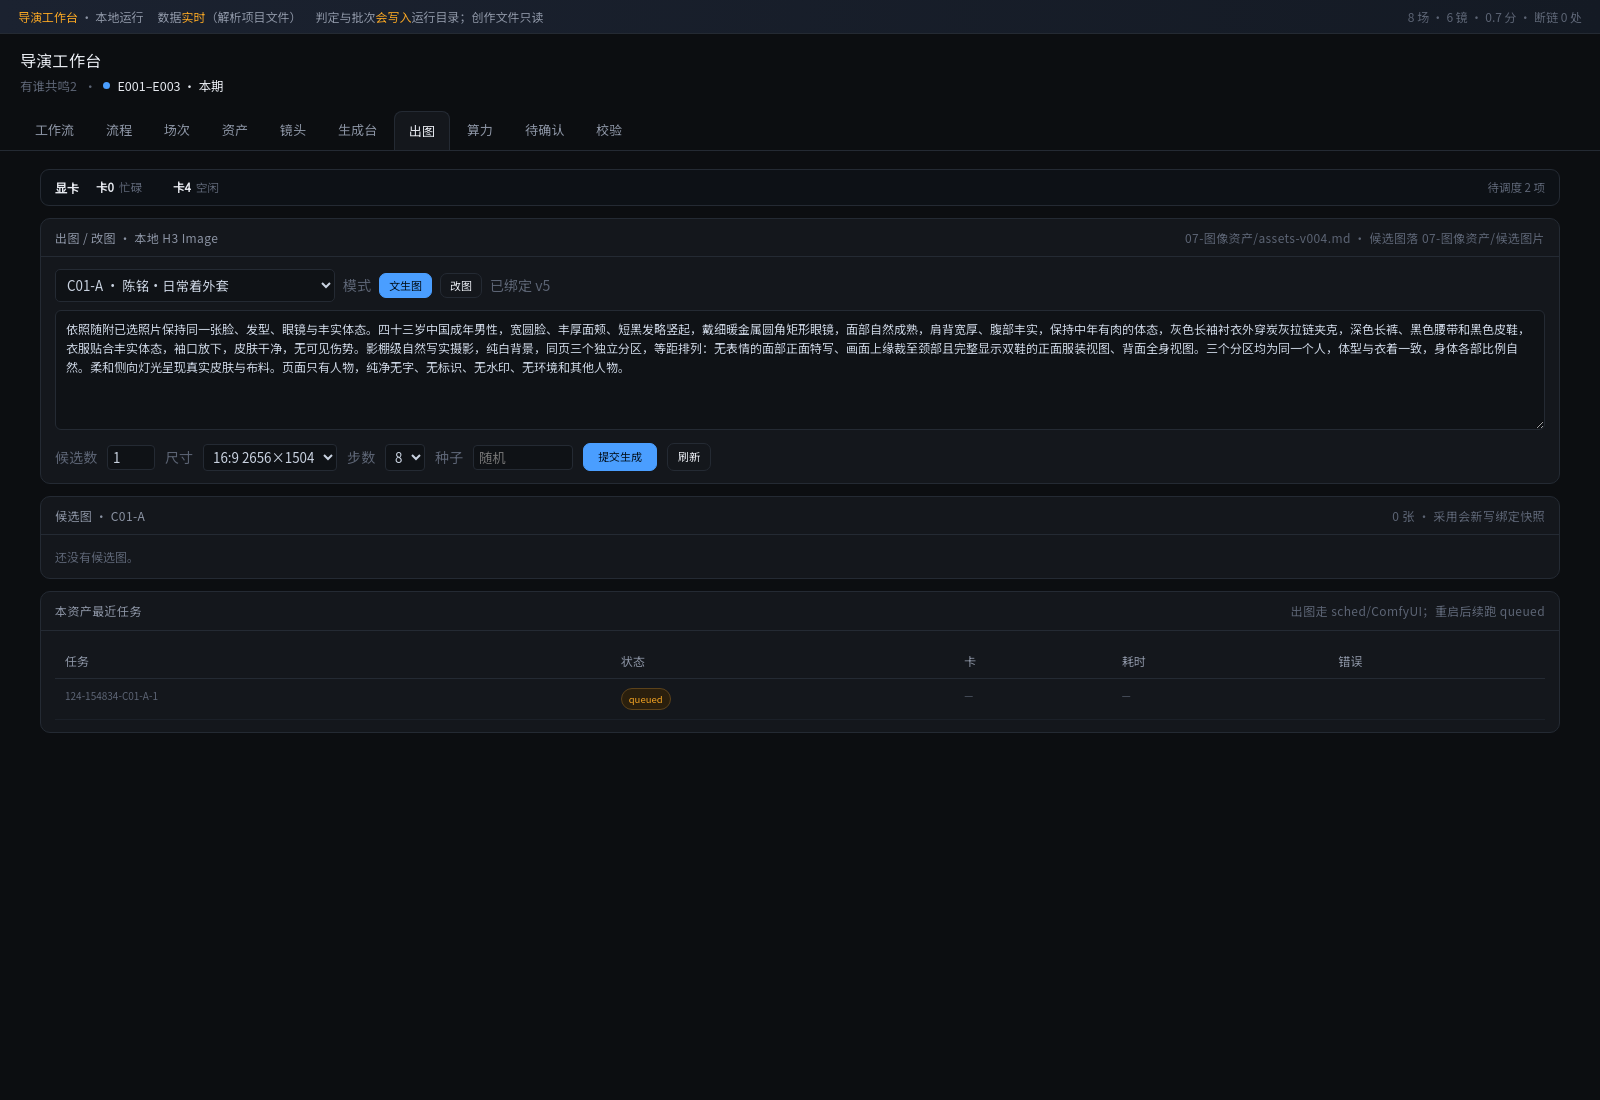 导演工作台 · 本地运行 数据实时（解析项目文件） 判定与批次会写入运行目录；创作文件只读 8 场 · 6 镜 · 0.7 分 · 断链 0 处
导演工作台
有谁共鸣2 · E001–E003 · 本期
工作流 流程 场次 资产 镜头 生成台 出图 算力 待确认 校验
显卡 卡0 忙碌 卡4 空闲 待调度 2 项
出图 / 改图 · 本地 H3 Image 07-图像资产/assets-v004.md · 候选图落 07-图像资产/候选图片
C01-A · 陈铭·日常着外套 模式 文生图 改图 已绑定 v5
依照随附已选照片保持同一张脸、发型、眼镜与丰实体态。四十三岁中国成年男性，宽圆脸、丰厚面颊、短黑发略竖起，戴细暖金属圆角矩形眼镜，面部自然成熟，肩背宽厚、腹部丰实，保持中年有肉的体态，灰色长袖衬衣外穿炭灰拉链夹克，深色长裤、黑色腰带和黑色皮鞋，
衣服贴合丰实体态，袖口放下，皮肤干净，无可见伤势。影棚级自然写实摄影，纯白背景，同页三个独立分区，等距排列：无表情的面部正面特写、画面上缘裁至颈部且完整显示双鞋的正面服装视图、背面全身视图。三个分区均为同一个人，体型与衣着一致，身体各部比例自
然。柔和侧向灯光呈现真实皮肤与布料。页面只有人物，纯净无字、无标识、无水印、无环境和其他人物。
候选数 1 尺寸 16:9 2656×1504 步数 8 种子 随机 提交生成 刷新
候选图 · C01-A 0 张 · 采用会新写绑定快照
还没有候选图。
本资产最近任务 出图走 sched/ComfyUI；重启后续跑 queued
任务 状态 卡 耗时 错误
124-154834-C01-A-1 queued — —